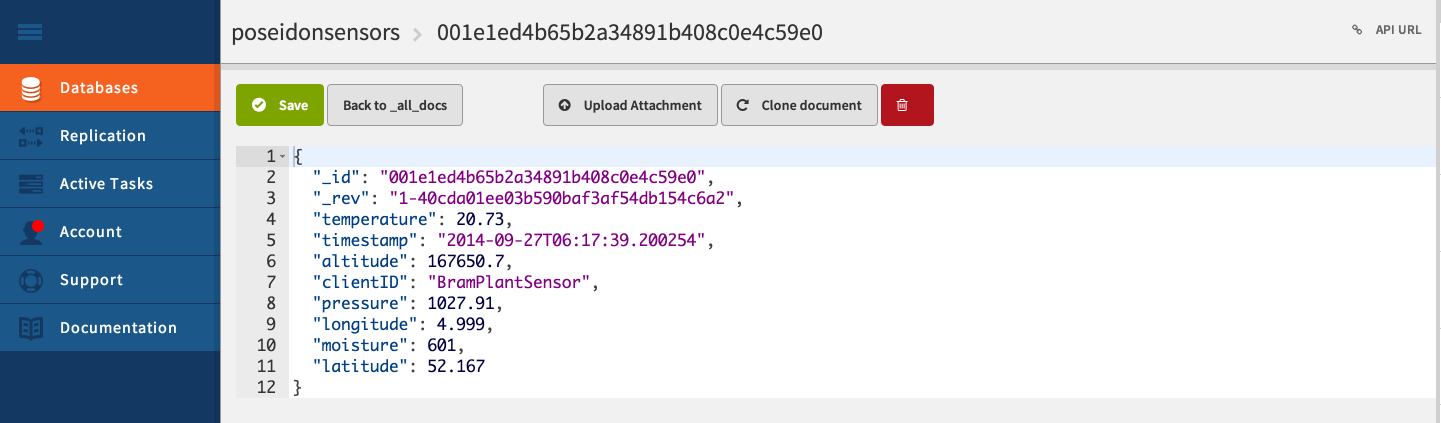 poseidonsensors > 001e1ed4b65b2a34891b408c0e4c59e0
API URL
Databases
Replication
Active Tasks
Account
Support
Documentation
Save
Back to _all_docs
Upload Attachment
Clone document
1 {
2 "_id": "001e1ed4b65b2a34891b408c0e4c59e0",
3 "_rev": "1-40cda01ee03b590baf3af54db154c6a2",
4 "temperature": 20.73,
5 "timestamp": "2014-09-27T06:17:39.200254",
6 "altitude": 167650.7,
7 "clientID": "BramPlantSensor",
8 "pressure": 1027.91,
9 "longitude": 4.999,
10 "moisture": 601,
11 "latitude": 52.167
12 }